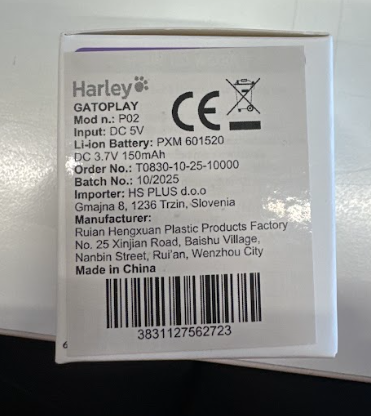 Harley
GATOPLAY
Mod n.: P02
Input: DC 5V
Li-ion Battery: PXM 601520
DC 3.7V 150mAh
Order No.: T0830-10-25-10000
Batch No.: 10/2025
Importer: HS PLUS d.o.o
Gmajna 8, 1236 Trzin, Slovenia
Manufacturer:
Ruian Hengxuan Plastic Products Factory
No. 25 Xinjian Road, Baishu Village,
Nanbin Street, Rui'an, Wenzhou City
Made in China
CE
3831127562723